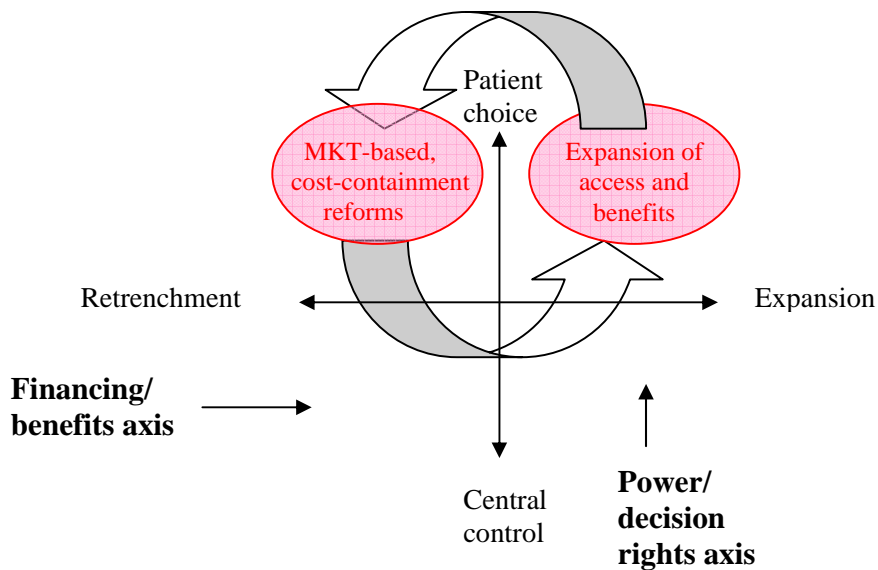 Patient
choice
MKT-based,
cost-containment
reforms
Expansion of
access and
benefits
Retrenchment
Expansion
Financing/
benefits axis
Central
control
Power/
decision
rights axis